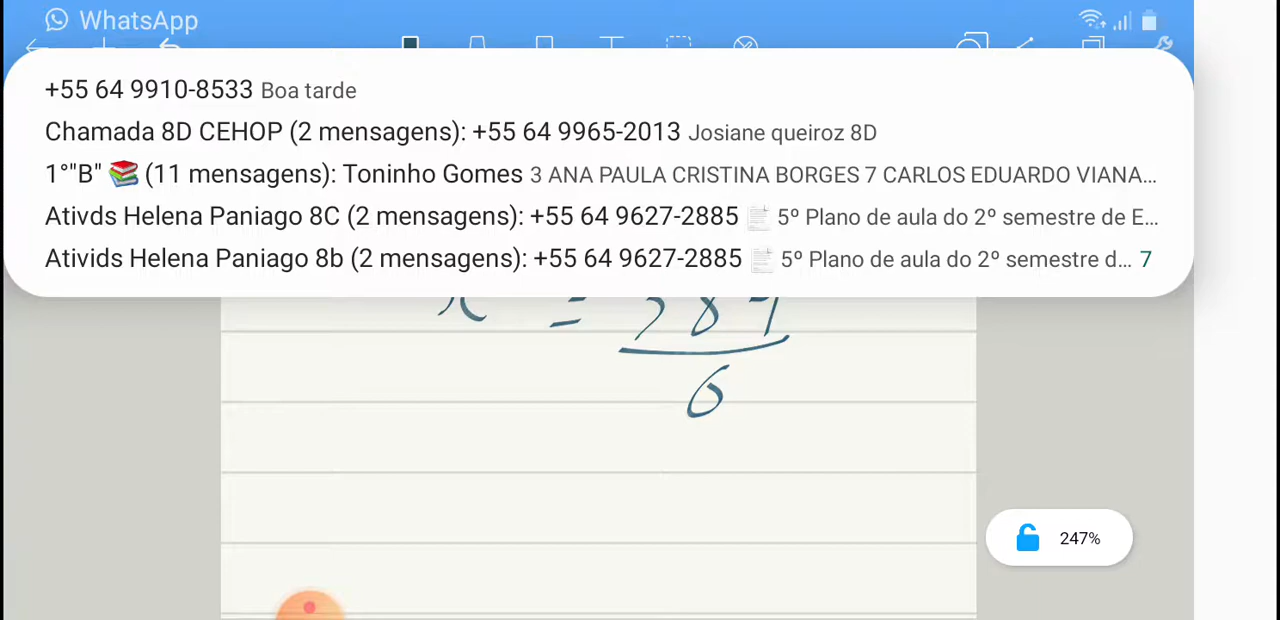 WhatsApp
+55 64 9910-8533 Boa tarde
Chamada 8D CEHOP (2 mensagens): +55 64 9965-2013 Josiane queiroz 8D
1°"B" 📚 (11 mensagens): Toninho Gomes 3 ANA PAULA CRISTINA BORGES 7 CARLOS EDUARDO VIANA...
Ativds Helena Paniago 8C (2 mensagens): +55 64 9627-2885 5º Plano de aula do 2º semestre de E...
Ativids Helena Paniago 8b (2 mensagens): +55 64 9627-2885 5º Plano de aula do 2º semestre d... 7
=
6
247%